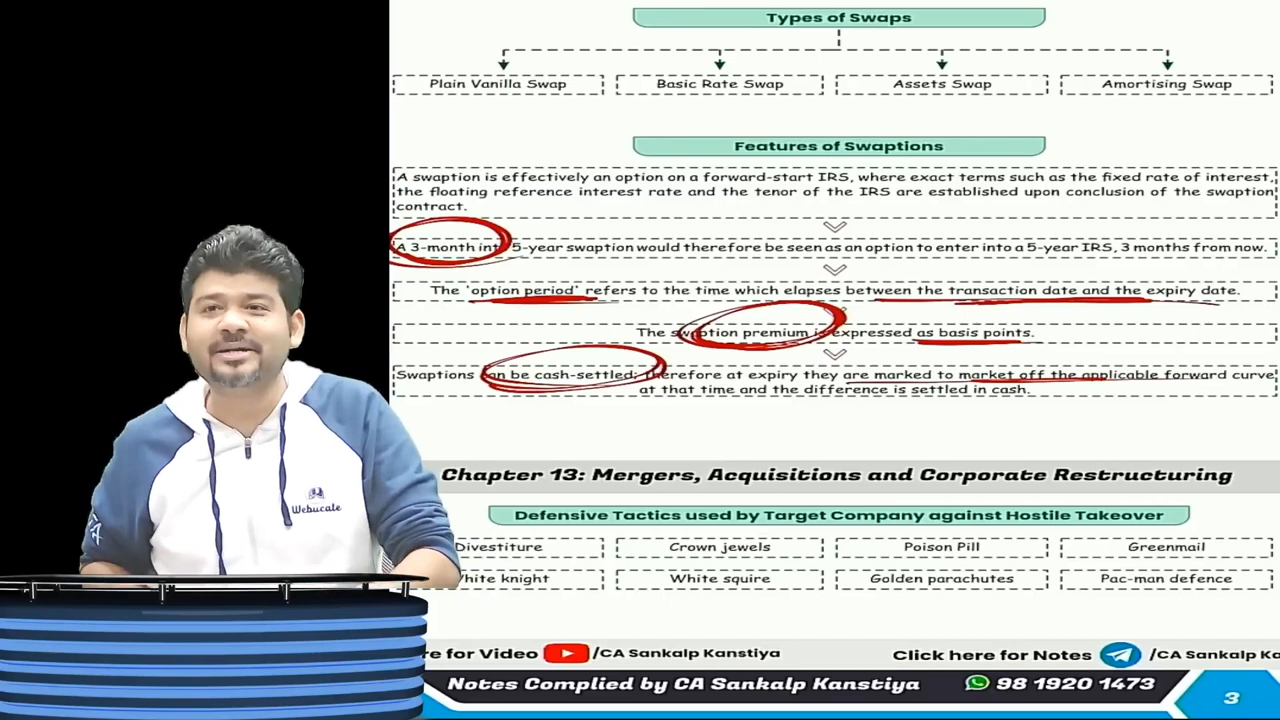 Types of Swaps
Plain Vanilla Swap
Basic Rate Swap
Assets Swap
Amortising Swap
Features of Swaptions
A swaption is effectively an option on a forward-start IRS, where exact terms such as the fixed rate of interest,
the floating reference interest rate and the tenor of the IRS are established upon conclusion of the swaption
contract.
A 3-month into 5-year swaption would therefore be seen as an option to enter into a 5-year IRS, 3 months from now.
The 'option period' refers to the time which elapses between the transaction date and the expiry date.
The swaption premium is expressed as basis points.
Swaptions can be cash-settled; therefore at expiry they are marked to market off the applicable forward curve
at that time and the difference is settled in cash.
Chapter 13: Mergers, Acquisitions and Corporate Restructuring
Defensive Tactics used by Target Company against Hostile Takeover
Divestiture
Crown jewels
Poison Pill
Greenmail
hite knight
White squire
Golden parachutes
Pac-man defence
Webucate
re for Video /CA Sankalp Kanstiya
Click here for Notes /CA Sankalp Ka
Notes Complied by CA Sankalp Kanstiya
98 1920 1473
3